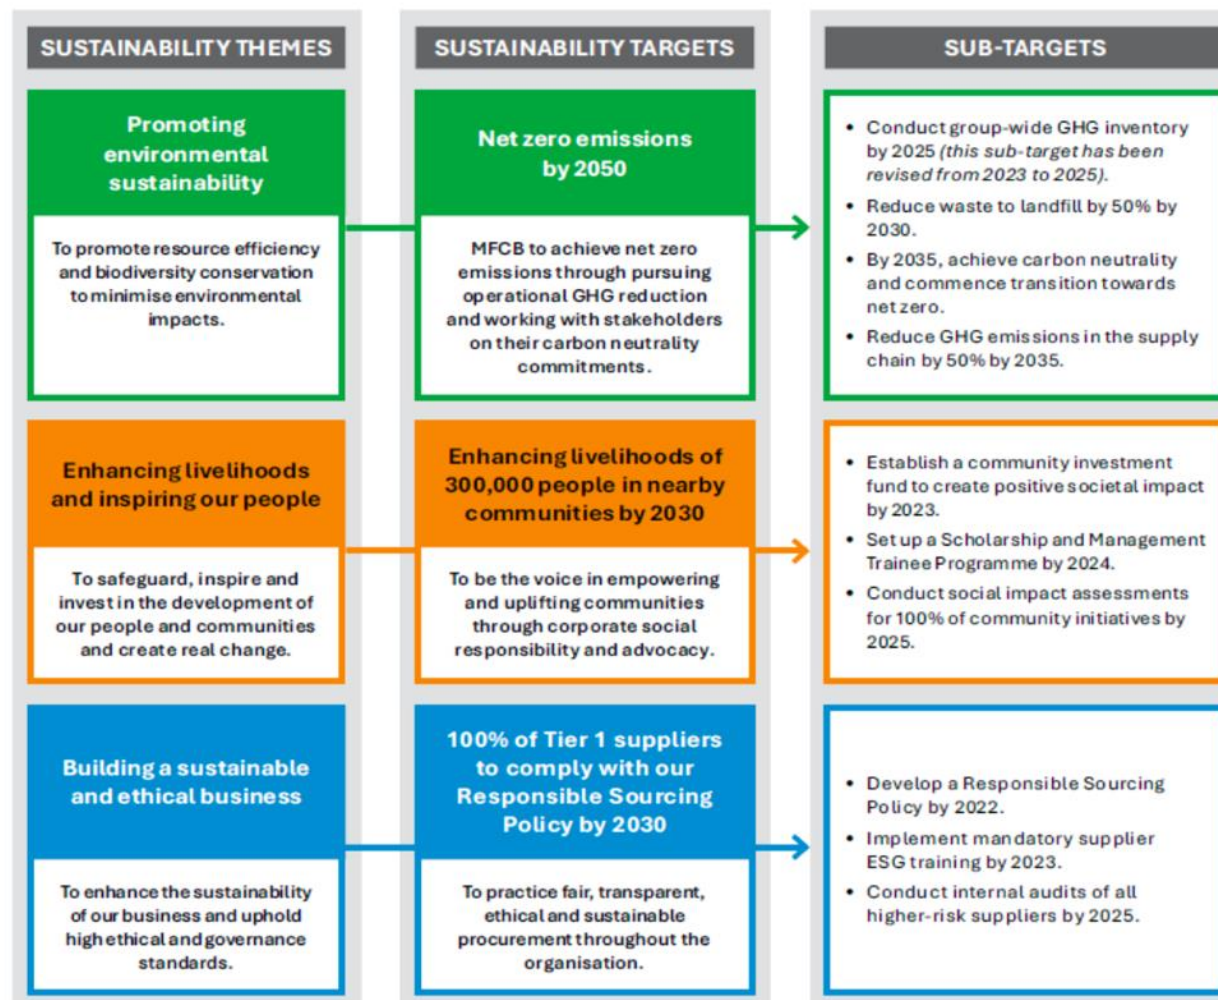 SUSTAINABILITY THEMES
SUSTAINABILITY TARGETS
SUB-TARGETS
Promoting
environmental
sustainability
To promote resource efficiency
and biodiversity conservation
to minimise environmental
impacts.
Net zero emissions
by 2050
MFCB to achieve net zero
emissions through pursuing
operational GHG reduction
and working with stakeholders
on their carbon neutrality
commitments.
• Conduct group-wide GHG inventory
by 2025 (this sub-target has been
revised from 2023 to 2025).
• Reduce waste to landfill by 50% by
2030.
• By 2035, achieve carbon neutrality
and commence transition towards
net zero.
• Reduce GHG emissions in the supply
chain by 50% by 2035.
Enhancing livelihoods
and inspiring our people
To safeguard, inspire and
invest in the development of
our people and communities
and create real change.
Enhancing livelihoods of
300,000 people in nearby
communities by 2030
To be the voice in empowering
and uplifting communities
through corporate social
responsibility and advocacy.
• Establish a community investment
fund to create positive societal impact
by 2023.
• Set up a Scholarship and Management
Trainee Programme by 2024.
• Conduct social impact assessments
for 100% of community initiatives by
2025.
Building a sustainable
and ethical business
To enhance the sustainability
of our business and uphold
high ethical and governance
standards.
100% of Tier 1 suppliers
to comply with our
Responsible Sourcing
Policy by 2030
To practice fair, transparent,
ethical and sustainable
procurement throughout the
organisation.
• Develop a Responsible Sourcing
Policy by 2022.
• Implement mandatory supplier
ESG training by 2023.
• Conduct internal audits of all
higher-risk suppliers by 2025.